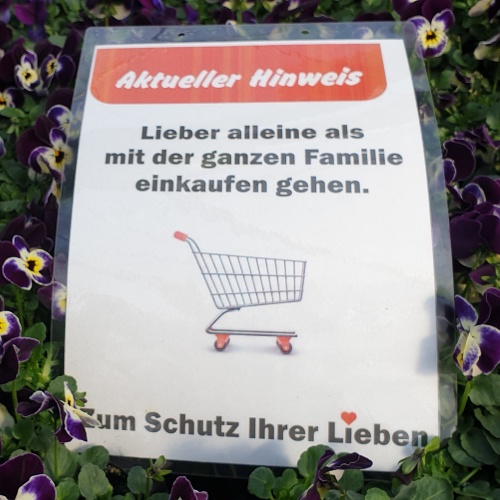 Aktueller Hinweis
Lieber alleine als
mit der ganzen Familie
einkaufen gehen.
Zum Schutz Ihrer Lieben